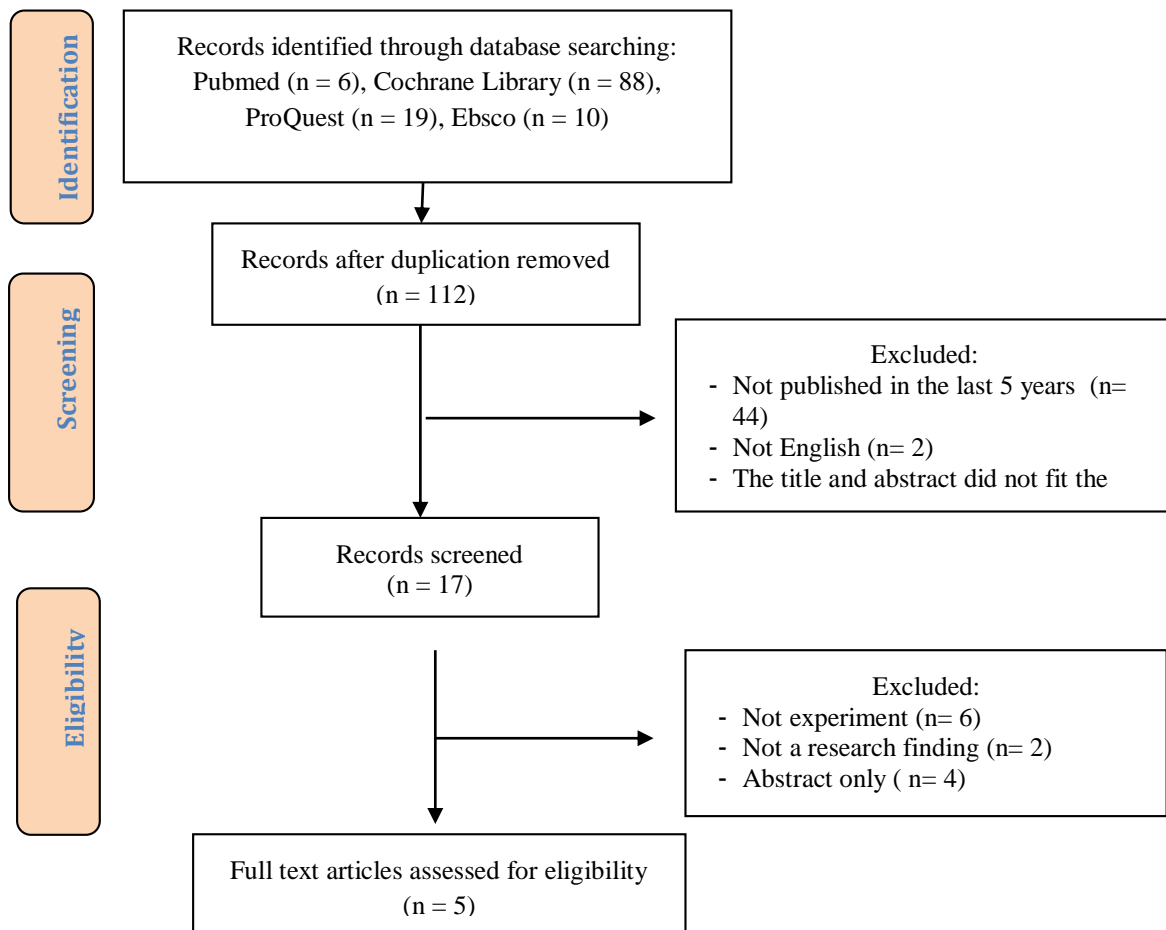 Identification
Records identified through database searching:
Pubmed (n = 6), Cochrane Library (n = 88),
ProQuest (n = 19), Ebsco (n = 10)
Records after duplication removed
(n = 112)
Screening
Excluded:
- Not published in the last 5 years (n=
44)
- Not English (n= 2)
- The title and abstract did not fit the
Records screened
(n = 17)
Eligibility
Excluded:
- Not experiment (n= 6)
- Not a research finding (n= 2)
- Abstract only ( n= 4)
Full text articles assessed for eligibility
(n = 5)